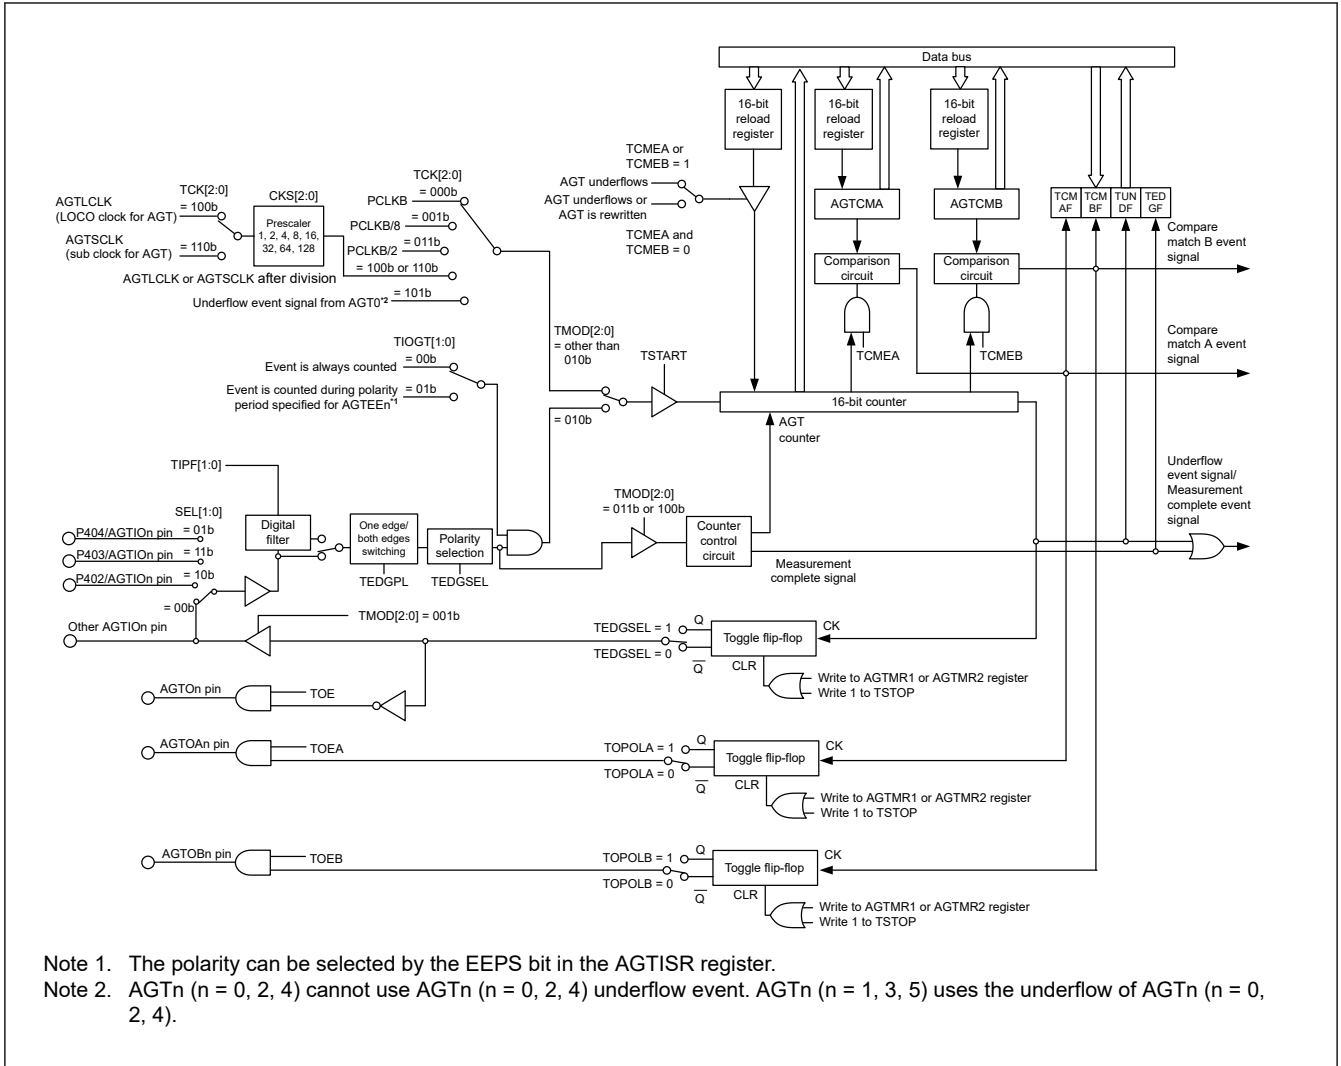 Data bus
16-bit
reload
register
16-bit
reload
register
16-bit
reload
register
TCMEA or
TCMEB = 1
AGT underflows
AGT underflows or
AGT is rewritten
TCMEA and
TCMEB = 0
AGTCMA
AGTCMB
TCM
AF
TCM
BF
TUN
DF
TED
GF
Comparison
circuit
Comparison
circuit
TCMEA
TCMEB
Compare
match B event
signal
Compare
match A event
signal
TCK[2:0]
AGTLCLK
(LOCO clock for AGT)
= 100b
AGTSCLK
(sub clock for AGT)
= 110b
CKS[2:0]
Prescaler
1, 2, 4, 8, 16,
32, 64, 128
TCK[2:0]
= 000b
PCLKB
= 001b
PCLKB/8
= 011b
PCLKB/2
= 100b or 110b
AGTLCLK or AGTSCLK after division
= 101b
Underflow event signal from AGT0*2
TIOGT[1:0]
= 00b
Event is always counted
Event is counted during polarity
period specified for AGTEEn*1
= 01b
TMOD[2:0]
= other than
010b
= 010b
TSTART
16-bit counter
AGT
counter
TIPF[1:0]
SEL[1:0]
P404/AGTIOn pin = 01b
P403/AGTIOn pin = 11b
P402/AGTIOn pin = 10b
= 00b
Other AGTIOn pin
Digital
filter
One edge/
both edges
switching
TEDGPL
Polarity
selection
TEDGSEL
TMOD[2:0]
= 011b or 100b
Counter
control
circuit
Measurement
complete signal
Underflow
event signal/
Measurement
complete event
signal
TMOD[2:0] = 001b
TEDGSEL = 1
TEDGSEL = 0
Q
Q
Toggle flip-flop
CK
CLR
Write to AGTMR1 or AGTMR2 register
Write 1 to TSTOP
AGTOn pin
TOE
AGTOAn pin
TOEA
TOPOLA = 1
TOPOLA = 0
Q
Q
Toggle flip-flop
CK
CLR
Write to AGTMR1 or AGTMR2 register
Write 1 to TSTOP
AGTOBn pin
TOEB
TOPOLB = 1
TOPOLB = 0
Q
Q
Toggle flip-flop
CK
CLR
Write to AGTMR1 or AGTMR2 register
Write 1 to TSTOP
Note 1. The polarity can be selected by the EEPS bit in the AGTISR register.
Note 2. AGTn (n = 0, 2, 4) cannot use AGTn (n = 0, 2, 4) underflow event. AGTn (n = 1, 3, 5) uses the underflow of AGTn (n = 0,
2, 4).